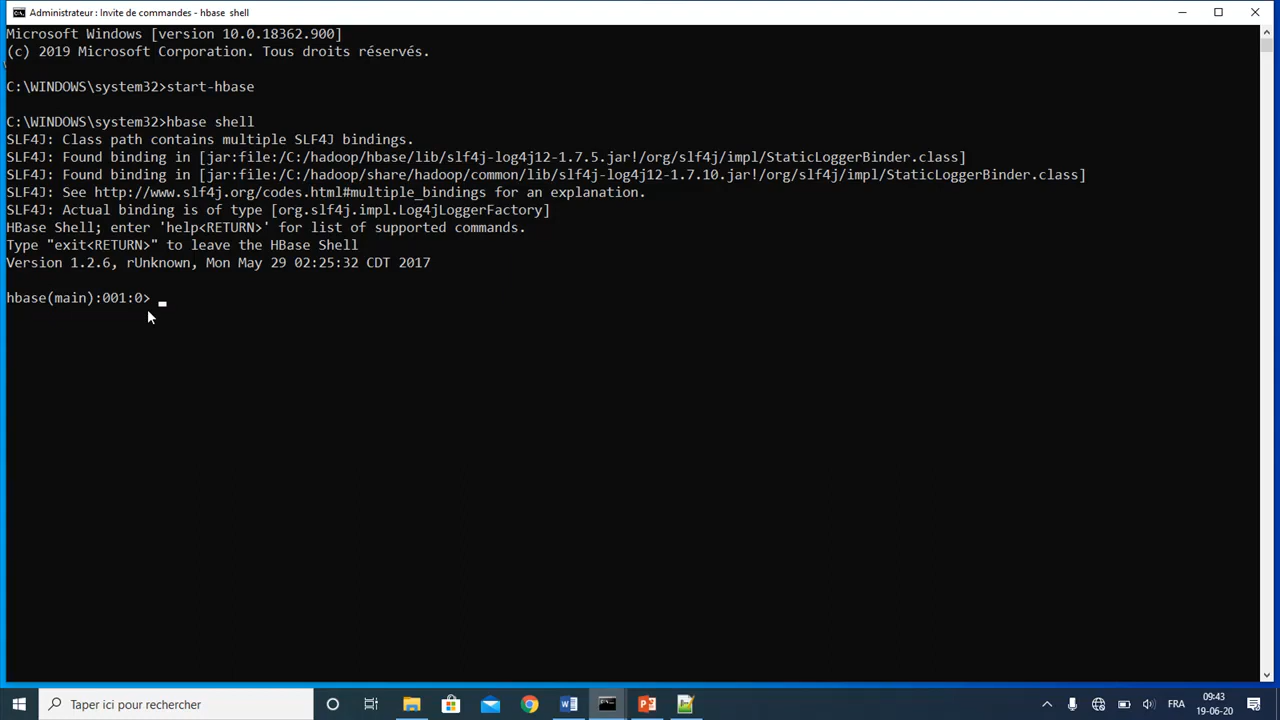 Administrateur : Invite de commandes - hbase shell
Microsoft Windows [version 10.0.18362.900]
(c) 2019 Microsoft Corporation. Tous droits réservés.
C:\WINDOWS\system32>start-hbase
C:\WINDOWS\system32>hbase shell
SLF4J: Class path contains multiple SLF4J bindings.
SLF4J: Found binding in [jar:file:/C:/hadoop/hbase/lib/slf4j-log4j12-1.7.5.jar!/org/slf4j/impl/StaticLoggerBinder.class]
SLF4J: Found binding in [jar:file:/C:/hadoop/share/hadoop/common/lib/slf4j-log4j12-1.7.10.jar!/org/slf4j/impl/StaticLoggerBinder.class]
SLF4J: See http://www.slf4j.org/codes.html#multiple_bindings for an explanation.
SLF4J: Actual binding is of type [org.slf4j.impl.Log4jLoggerFactory]
HBase Shell; enter 'help<RETURN>' for list of supported commands.
Type "exit<RETURN>" to leave the HBase Shell
Version 1.2.6, rUnknown, Mon May 29 02:25:32 CDT 2017
hbase(main):001:0>
Taper ici pour rechercher
FRA
09:43
19-06-20